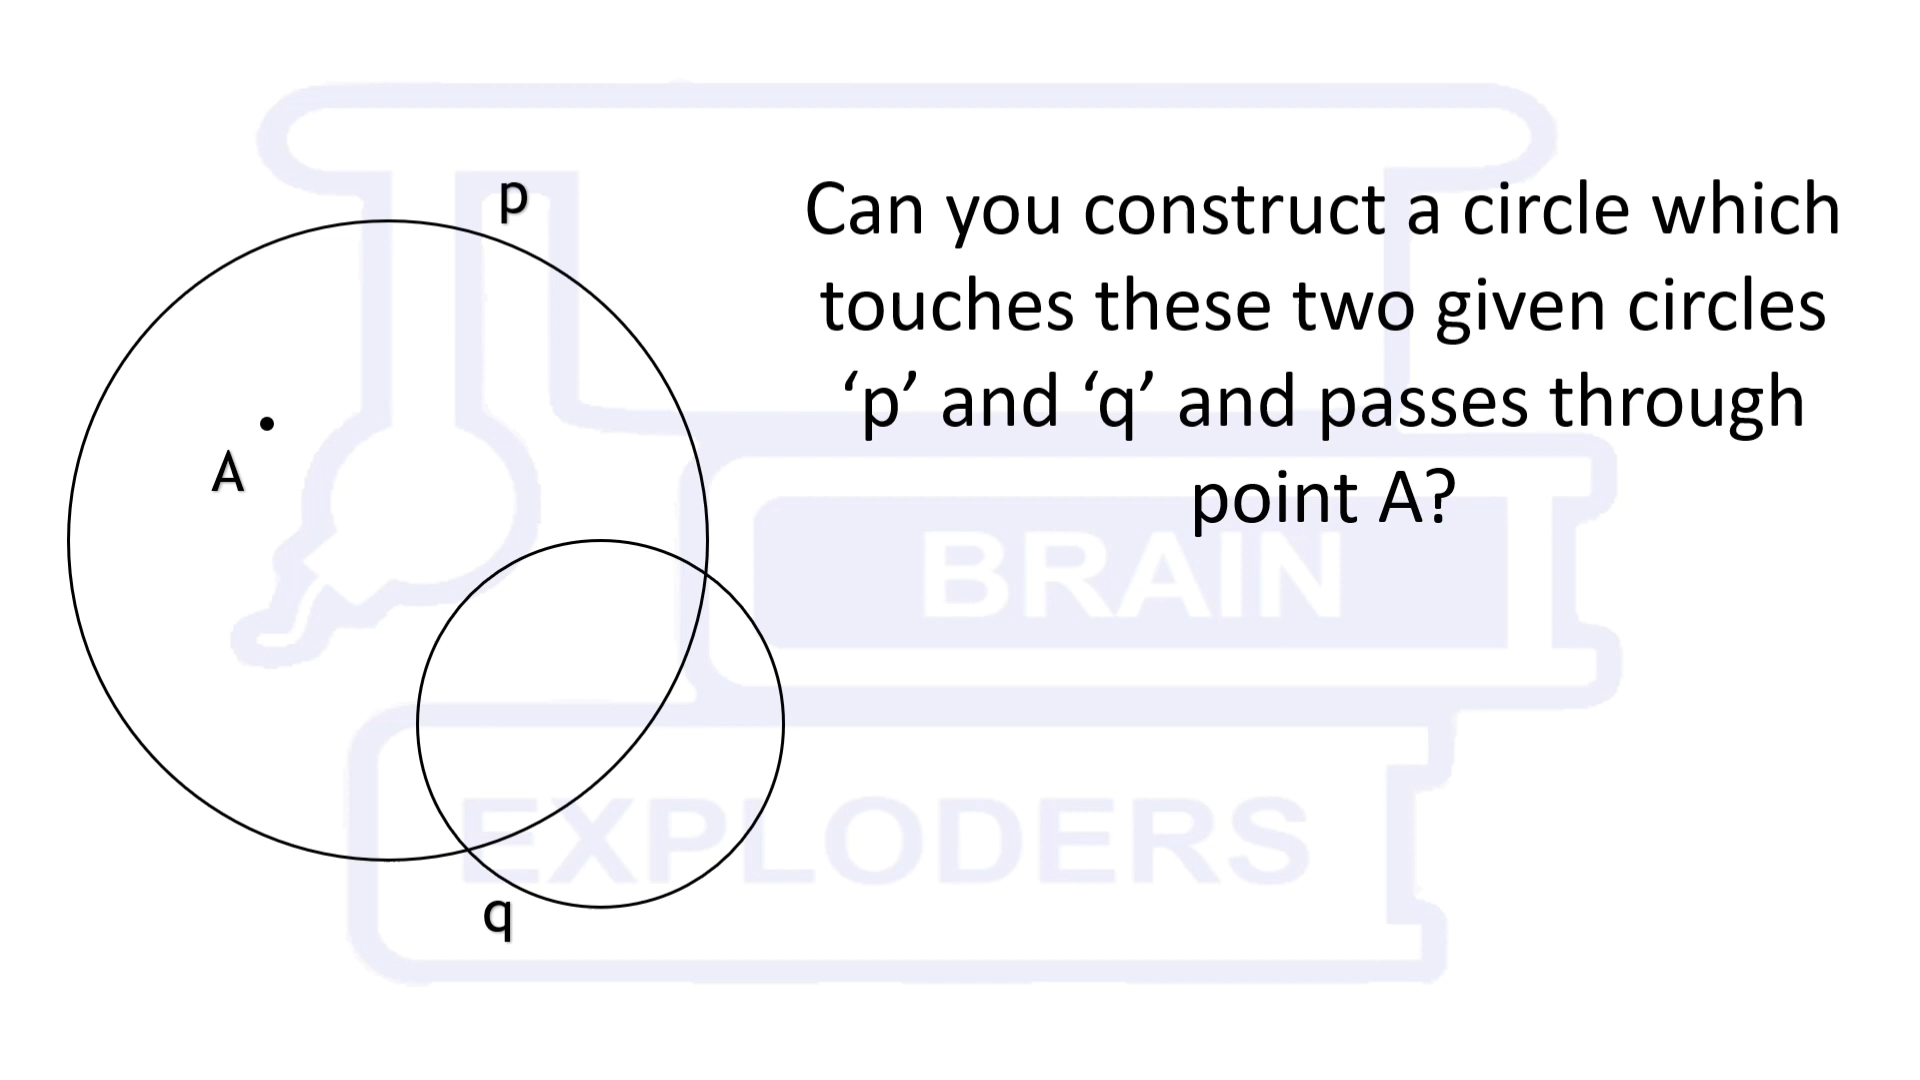 p
Can you construct a circle which
touches these two given circles
‘p’ and ‘q’ and passes through
point A?
A
BRAIN
EXPLODERS
q